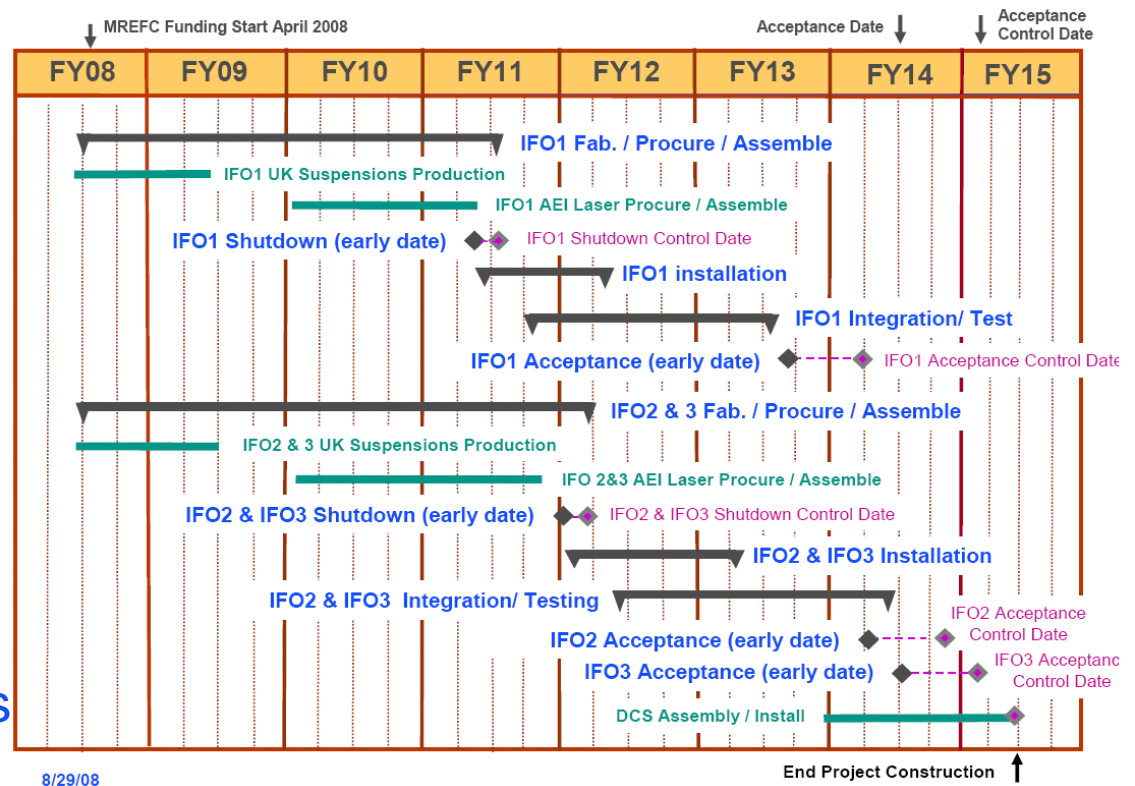 MREFC Funding Start April 2008
Acceptance Date
Acceptance
Control Date
FY08
FY09
FY10
FY11
FY12
FY13
FY14
FY15
IFO1 Fab. / Procure / Assemble
IFO1 UK Suspensions Production
IFO1 AEI Laser Procure / Assemble
IFO1 Shutdown (early date)
IFO1 Shutdown Control Date
IFO1 installation
IFO1 Integration/ Test
IFO1 Acceptance (early date)
IFO1 Acceptance Control Date
IFO2 & 3 Fab. / Procure / Assemble
IFO2 & 3 UK Suspensions Production
IFO 2&3 AEI Laser Procure / Assemble
IFO2 & IFO3 Shutdown (early date)
IFO2 & IFO3 Shutdown Control Date
IFO2 & IFO3 Installation
IFO2 & IFO3 Integration/ Testing
IFO2 Acceptance
Control Date
IFO2 Acceptance (early date)
IFO3 Acceptanc
Control Date
IFO3 Acceptance (early date)
s
DCS Assembly / Install
End Project Construction
8/29/08